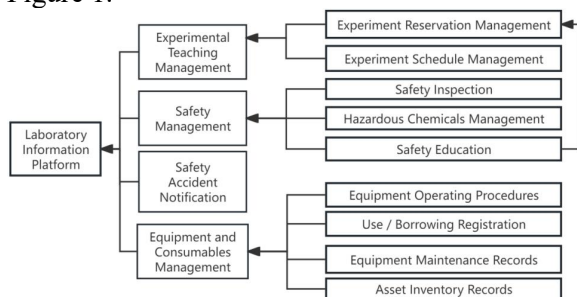 Figure 1.
Experiment Reservation Management
Experimental
Teaching
Management
Experiment Schedule Management
Safety Inspection
Safety
Management
Hazardous Chemicals Management
Laboratory
Information
Platform
Safety Education
Safety
Accident
Notification
Equipment Operating Procedures
Use / Borrowing Registration
Equipment and
Consumables
Management
Equipment Maintenance Records
Asset Inventory Records